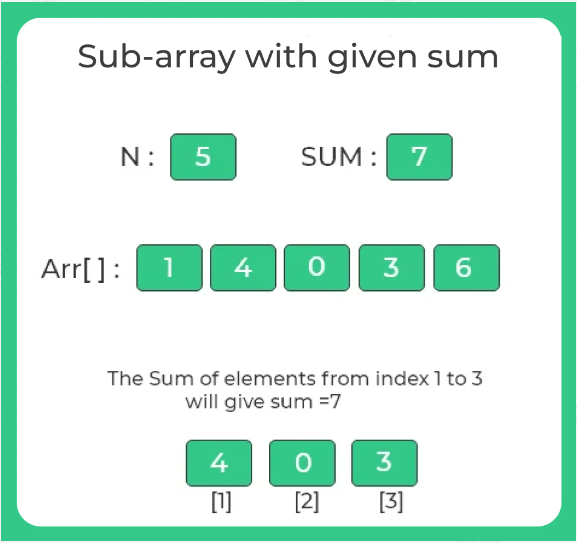 Sub-array with given sum
N : 5 SUM : 7
Arr[ ] : 1 4 0 3 6
The Sum of elements from index 1 to 3
will give sum =7
4 0 3
[1] [2] [3]